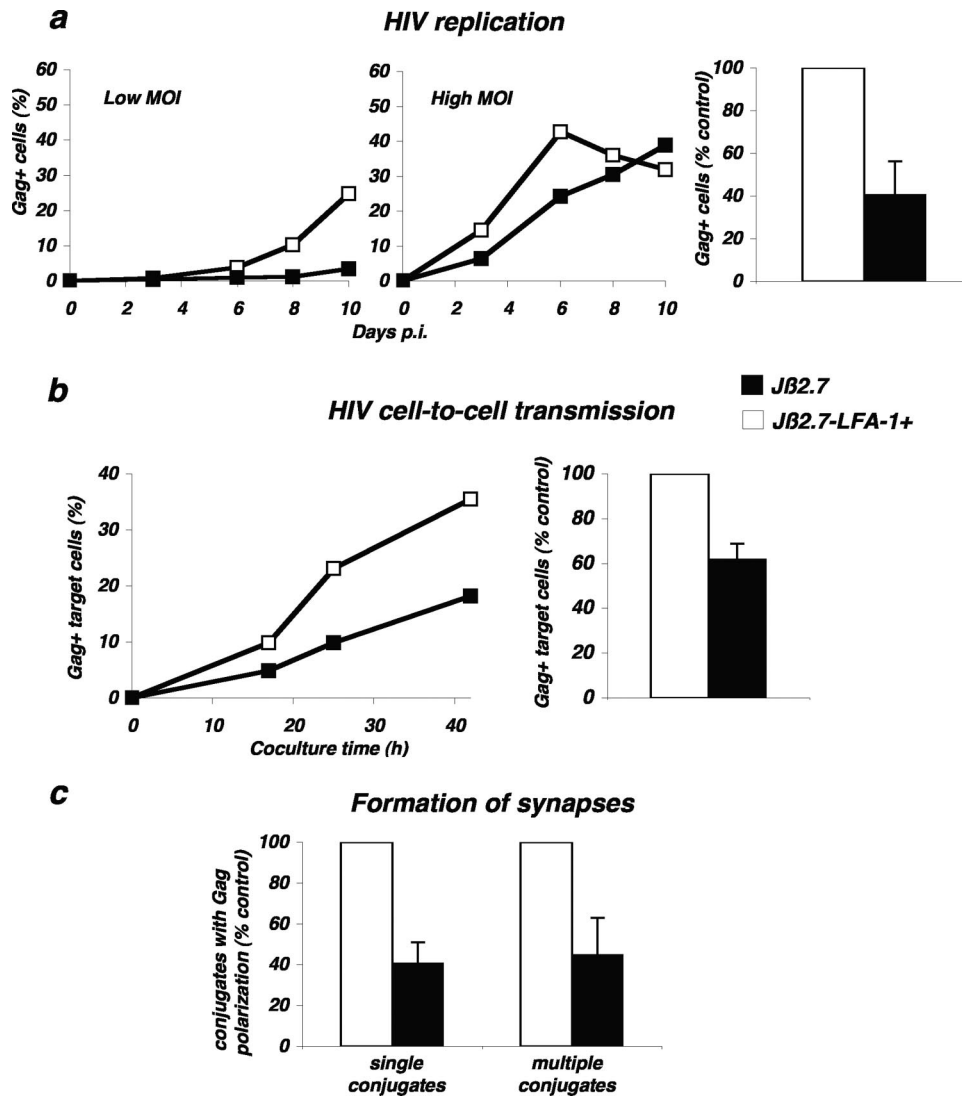 a
HIV replication
Gag+ cells (%)
60
50
40
30
20
10
0
Low MOI
0 2 4 6 8 10
60
50
40
30
20
10
0
High MOI
0 2 4 6 8 10
Days p.i.
Gag+ cells (% control)
100
80
60
40
20
0
b
HIV cell-to-cell transmission
Jß2.7
Jß2.7-LFA-1+
Gag+ target cells (%)
40
30
20
10
0
0 10 20 30 40
Coculture time (h)
Gag+ target cells (% control)
100
80
60
40
20
0
c
Formation of synapses
conjugates with Gag
polarization (% control)
100
80
60
40
20
0
single
conjugates
multiple
conjugates